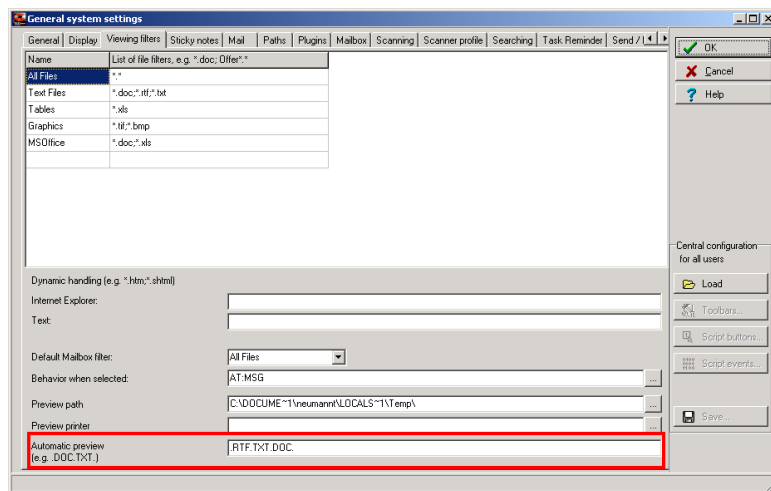 General system settings
General
Display
Viewing filters
Sticky notes
Mail
Paths
Plugins
Mailbox
Scanning
Scanner profile
Searching
Task Reminder
Send /
Name List of file filters, e.g. *.doc; Offer*.*
All Files *.*
Text Files *.doc;*.rtf;*.txt
Tables *.xls
Graphics *.tif;*.bmp
MSOffice *.doc;*.xls
OK
Cancel
Help
Central configuration
for all users
Load
Toolbars...
Script buttons...
Script events...
Save...
Dynamic handling (e.g. *.htm;*.shtml)
Internet Explorer:
Text:
Default Mailbox filter: All Files
Behavior when selected: AT:MSG ...
Preview path C:\DOCUME~1\neumannt\LOCALS~1\Temp\ ...
Preview printer ...
Automatic preview .RTF.TXT.DOC.
(e.g. .DOC.TXT.)